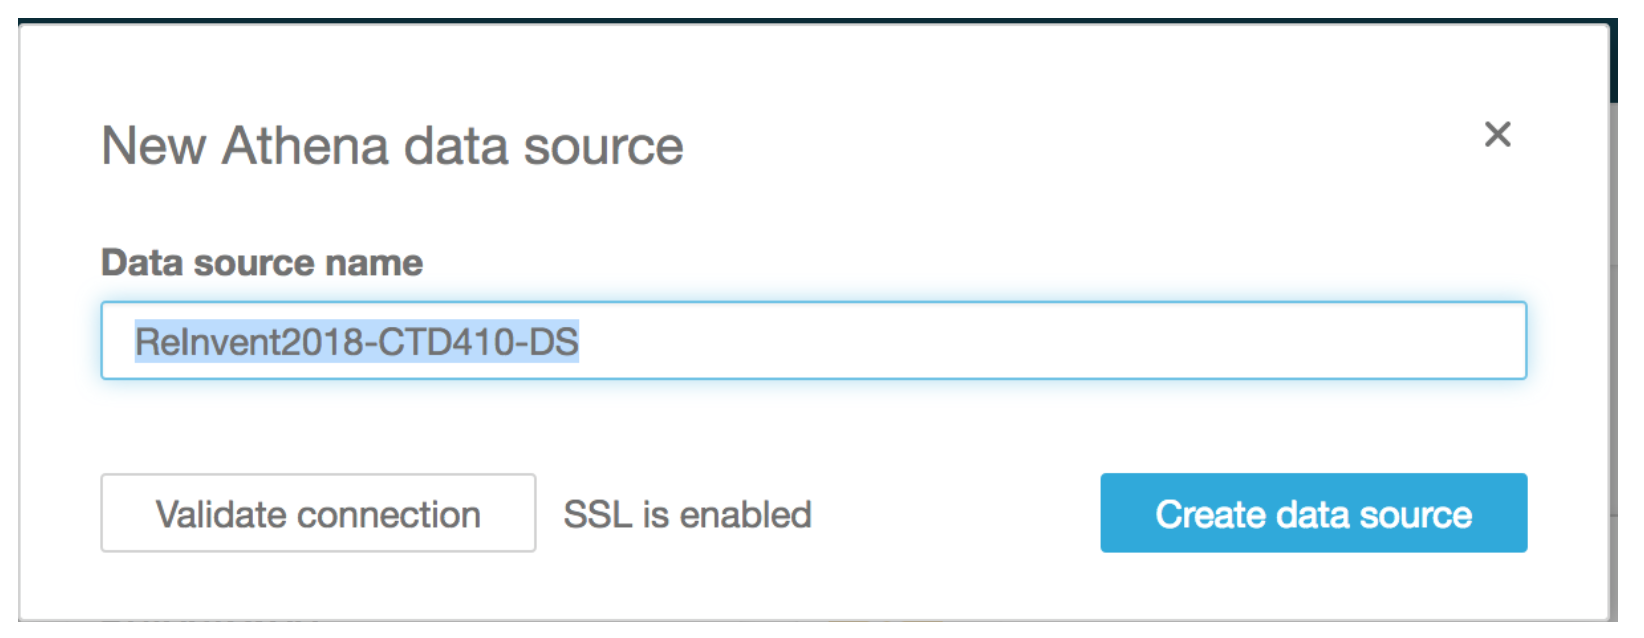 New Athena data source
Data source name
ReInvent2018-CTD410-DS
Validate connection SSL is enabled Create data source